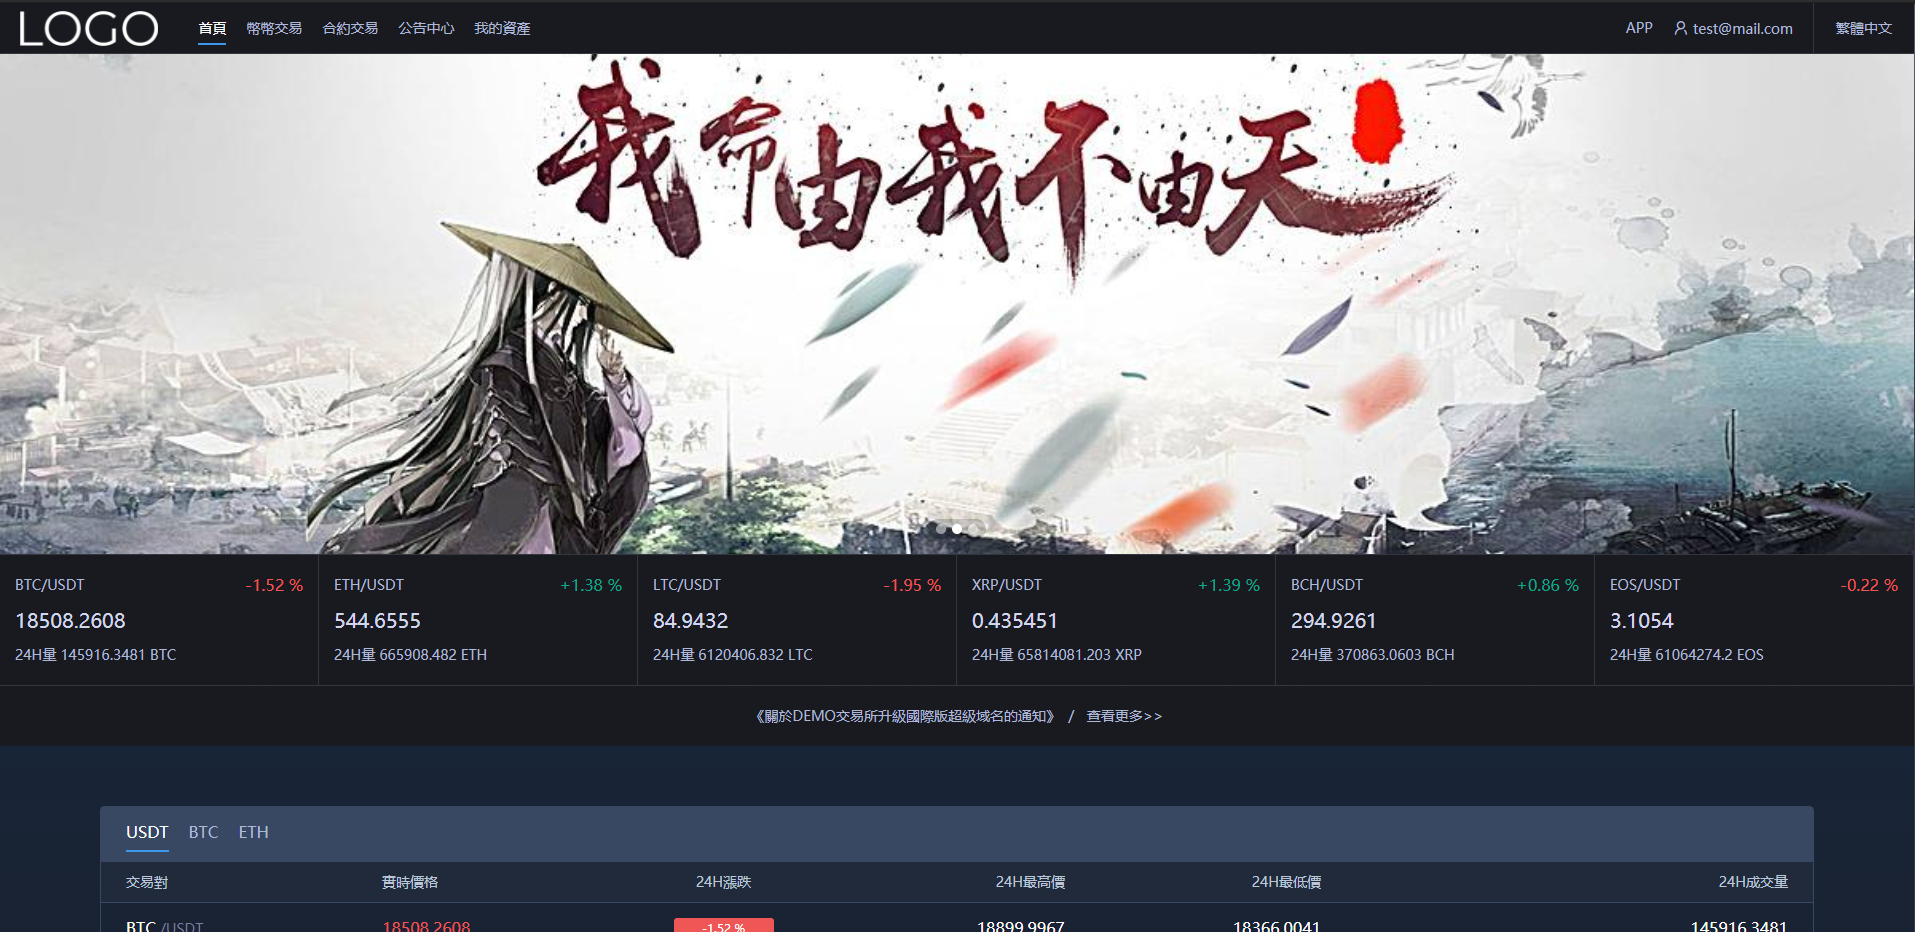 LOGO 首頁 幣幣交易 合約交易 公告中心 我的資產 APP test@mail.com 繁體中文
我命由我不由天
BTC/USDT -1.52 % ETH/USDT +1.38 % LTC/USDT -1.95 % XRP/USDT +1.39 % BCH/USDT +0.86 % EOS/USDT -0.22 %
18508.2608 544.6555 84.9432 0.435451 294.9261 3.1054
24H量 145916.3481 BTC 24H量 665908.482 ETH 24H量 6120406.832 LTC 24H量 65814081.203 XRP 24H量 370863.0603 BCH 24H量 61064274.2 EOS
《關於DEMO交易所升級國際版超級域名的通知》 / 查看更多>>
USDT BTC ETH
交易對 實時價格 24H漲跌 24H最高價 24H最低價 24H成交量
BTC /USDT 18508.2608 -1.52 % 18899.9967 18366.0041 145916.3481